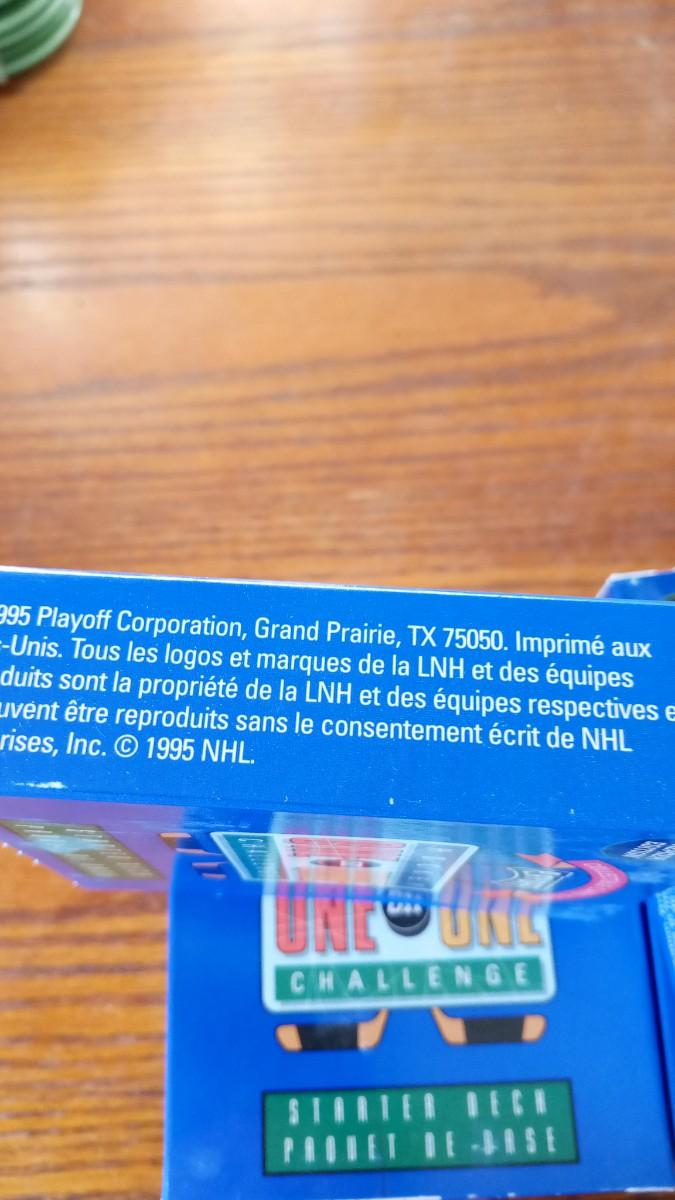 995 Playoff Corporation, Grand Prairie, TX 75050. Imprimé aux
-Unis. Tous les logos et marques de la LNH et des équipes
duits sont la propriété de la LNH et des équipes respectives e
uvent être reproduits sans le consentement écrit de NHL
rises, Inc. © 1995 NHL.
ONE ON ONE
CHALLENGE
STARTER DECK
PAQUET DE BASE